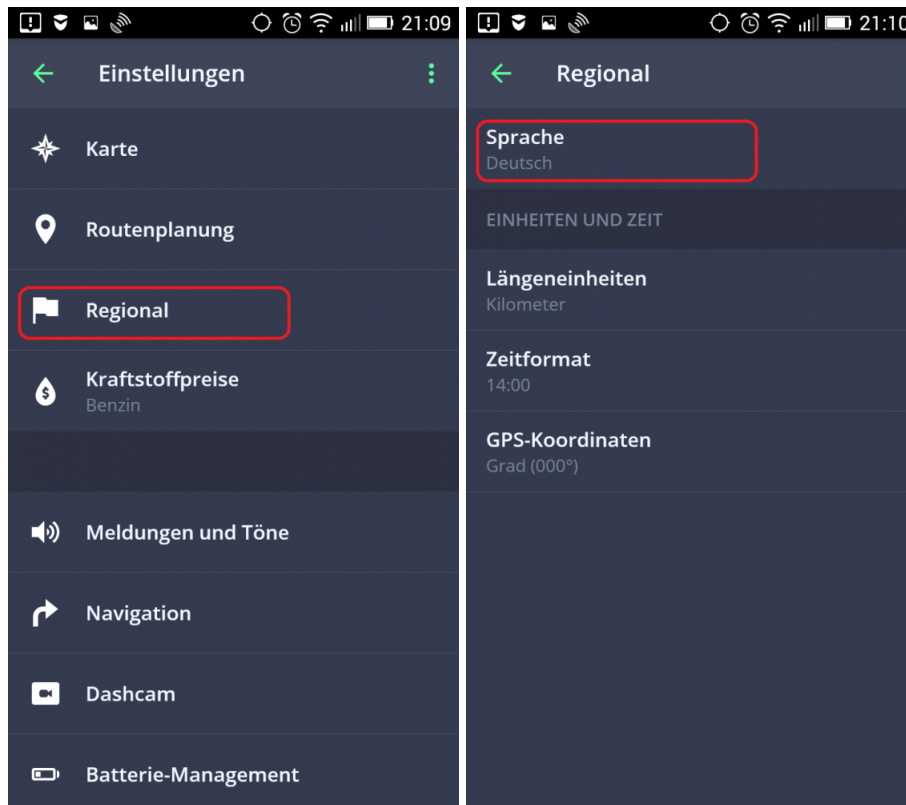 21:09
Einstellungen
Karte
Routenplanung
Regional
Kraftstoffpreise
Benzin
Meldungen und Töne
Navigation
Dashcam
Batterie-Management
21:10
Regional
Sprache
Deutsch
EINHEITEN UND ZEIT
Längeneinheiten
Kilometer
Zeitformat
14:00
GPS-Koordinaten
Grad (000°)